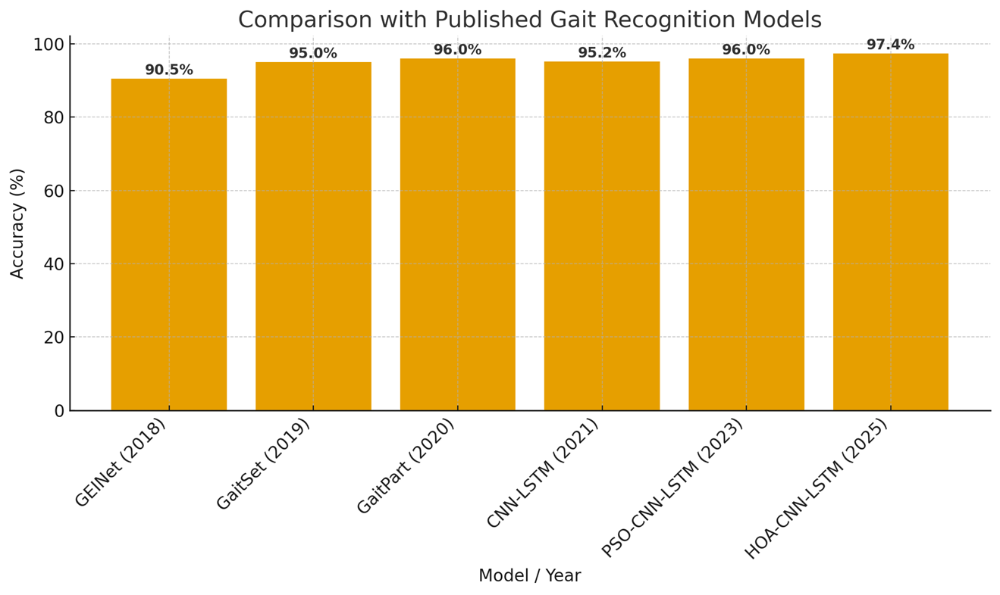 Comparison with Published Gait Recognition Models
Accuracy (%)
100
80
60
40
20
0
90.5%
95.0%
96.0%
95.2%
96.0%
97.4%
GEINet (2018)
GaitSet (2019)
GaitPart (2020)
CNN-LSTM (2021)
PSO-CNN-LSTM (2023)
HOA-CNN-LSTM (2025)
Model / Year